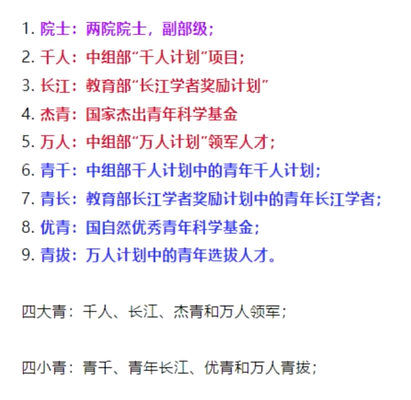 1. 院士：两院院士，副部级；
2. 千人：中组部“千人计划”项目；
3. 长江：教育部“长江学者奖励计划”
4. 杰青：国家杰出青年科学基金
5. 万人：中组部“万人计划”领军人才；
6. 青千：中组部千人计划中的青年千人计划；
7. 青长：教育部长江学者奖励计划中的青年长江学者；
8. 优青：国自然优秀青年科学基金；
9. 青拔：万人计划中的青年选拔人才。
四大青：千人、长江、杰青和万人领军；
四小青：青千、青年长江、优青和万人青拔；